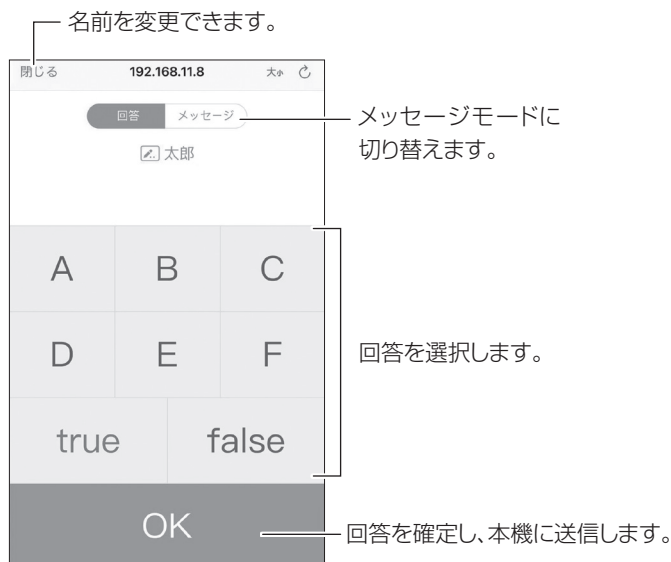 名前を変更できます。
閉じる 192.168.11.8 大小
回答 メッセージ
メッセージモードに
切り替えます。
太郎
A B C
D E F
回答を選択します。
true false
OK
回答を確定し、本機に送信します。